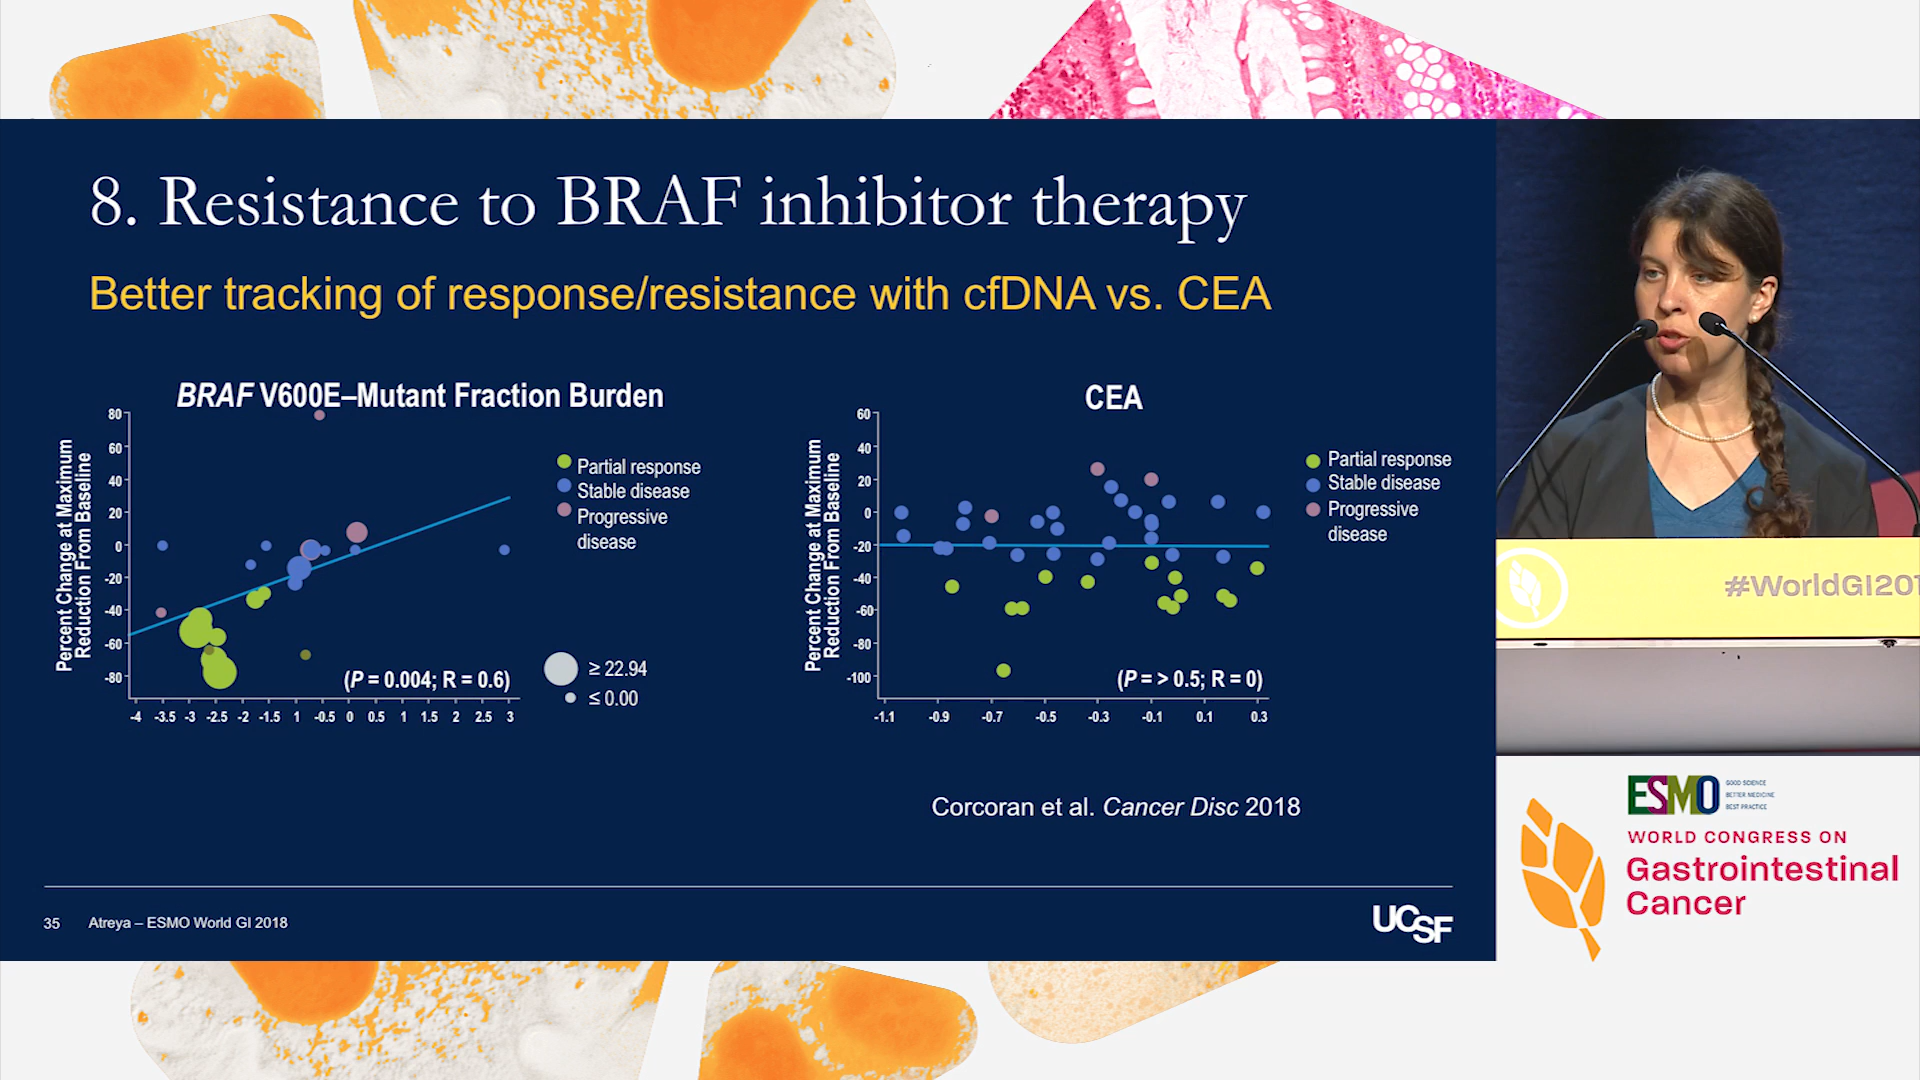 8. Resistance to BRAF inhibitor therapy
Better tracking of response/resistance with cfDNA vs. CEA
BRAF V600E–Mutant Fraction Burden
Percent Change at Maximum
Reduction From Baseline
80
60
40
20
0
-20
-40
-60
-80
-4 -3.5 -3 -2.5 -2 -1.5 1 -0.5 0 0.5 1 1.5 2 2.5 3
Partial response
Stable disease
Progressive
disease
(P = 0.004; R = 0.6)
≥ 22.94
≤ 0.00
CEA
Percent Change at Maximum
Reduction From Baseline
60
40
20
0
-20
-40
-60
-80
-100
-1.1 -0.9 -0.7 -0.5 -0.3 -0.1 0.1 0.3
Partial response
Stable disease
Progressive
disease
(P = > 0.5; R = 0)
Corcoran et al. Cancer Disc 2018
35 Atreya – ESMO World GI 2018
UCSF
#WorldGI201
ESMO
GOOD SCIENCE
BETTER MEDICINE
BEST PRACTICE
WORLD CONGRESS ON
Gastrointestinal
Cancer